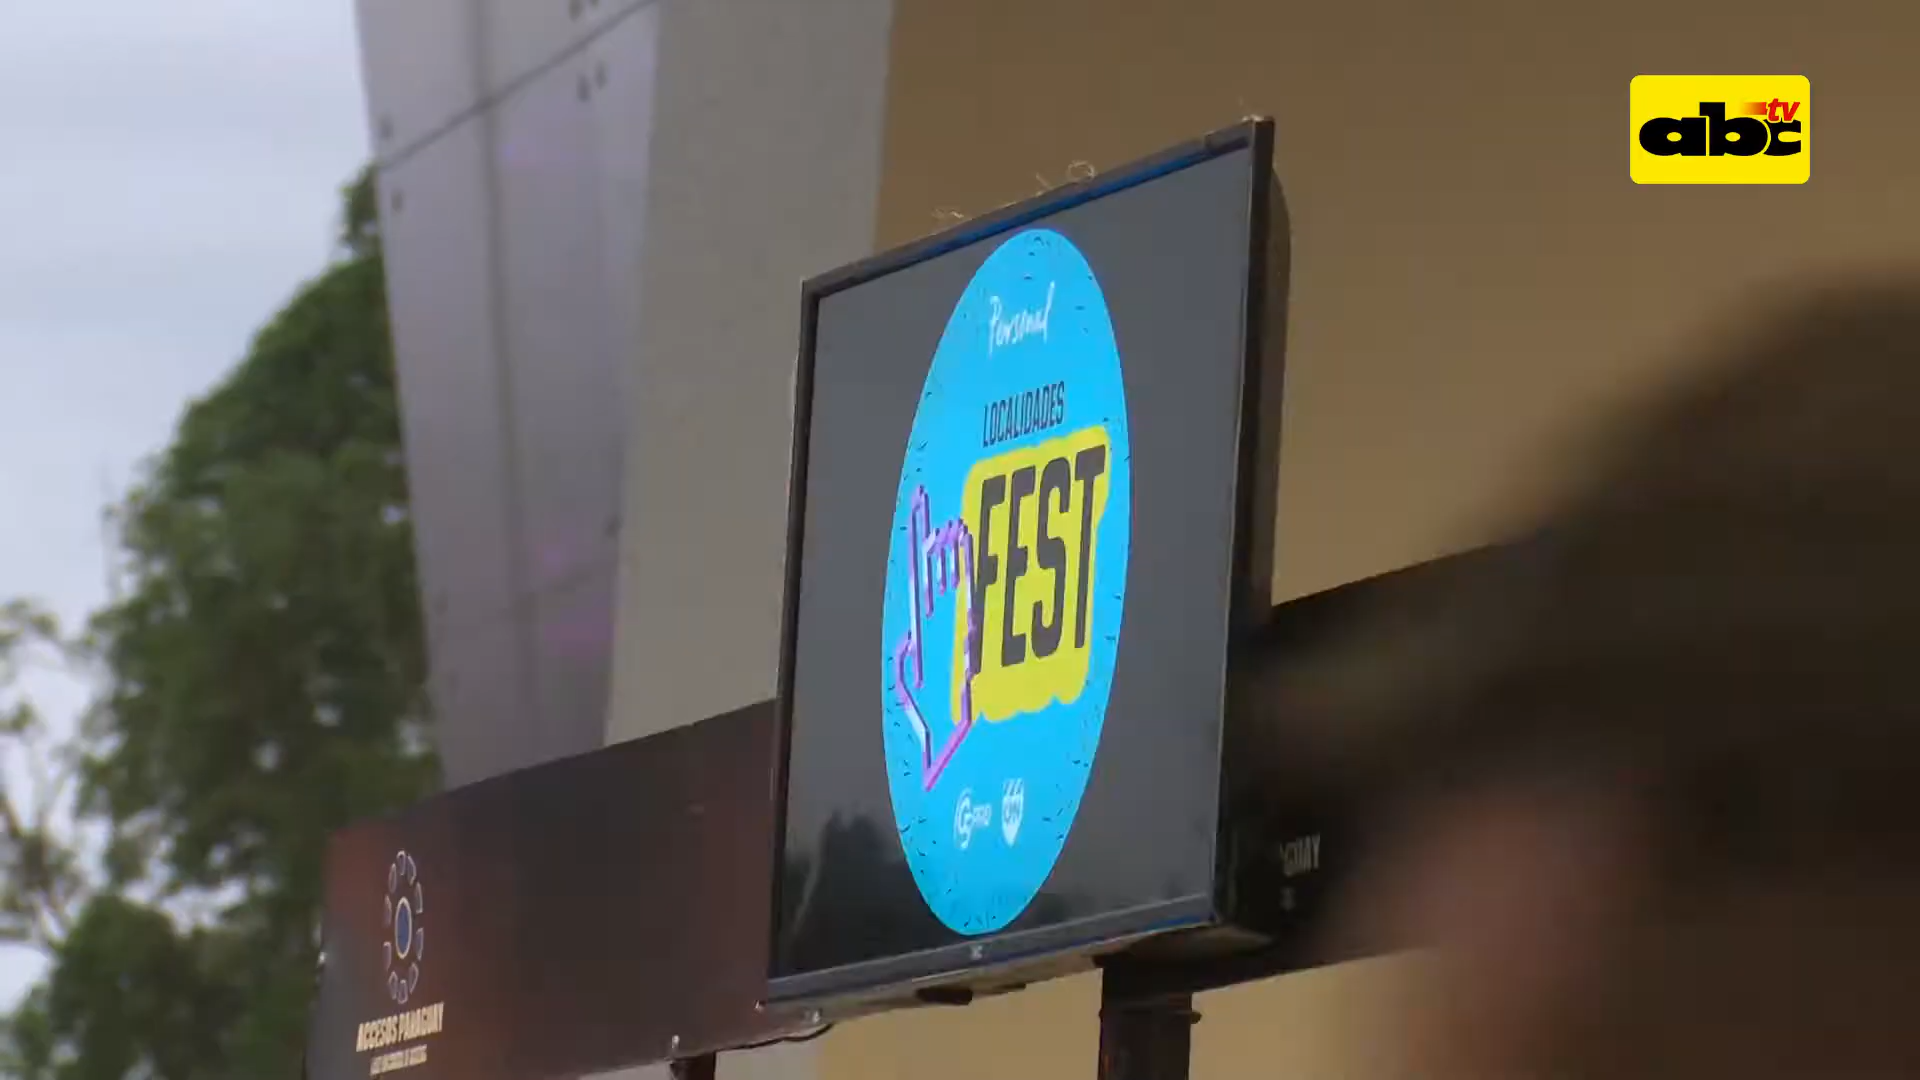 abc tv
Personal
LOCALIDADES
FEST
ACCESOS PARAGUAY